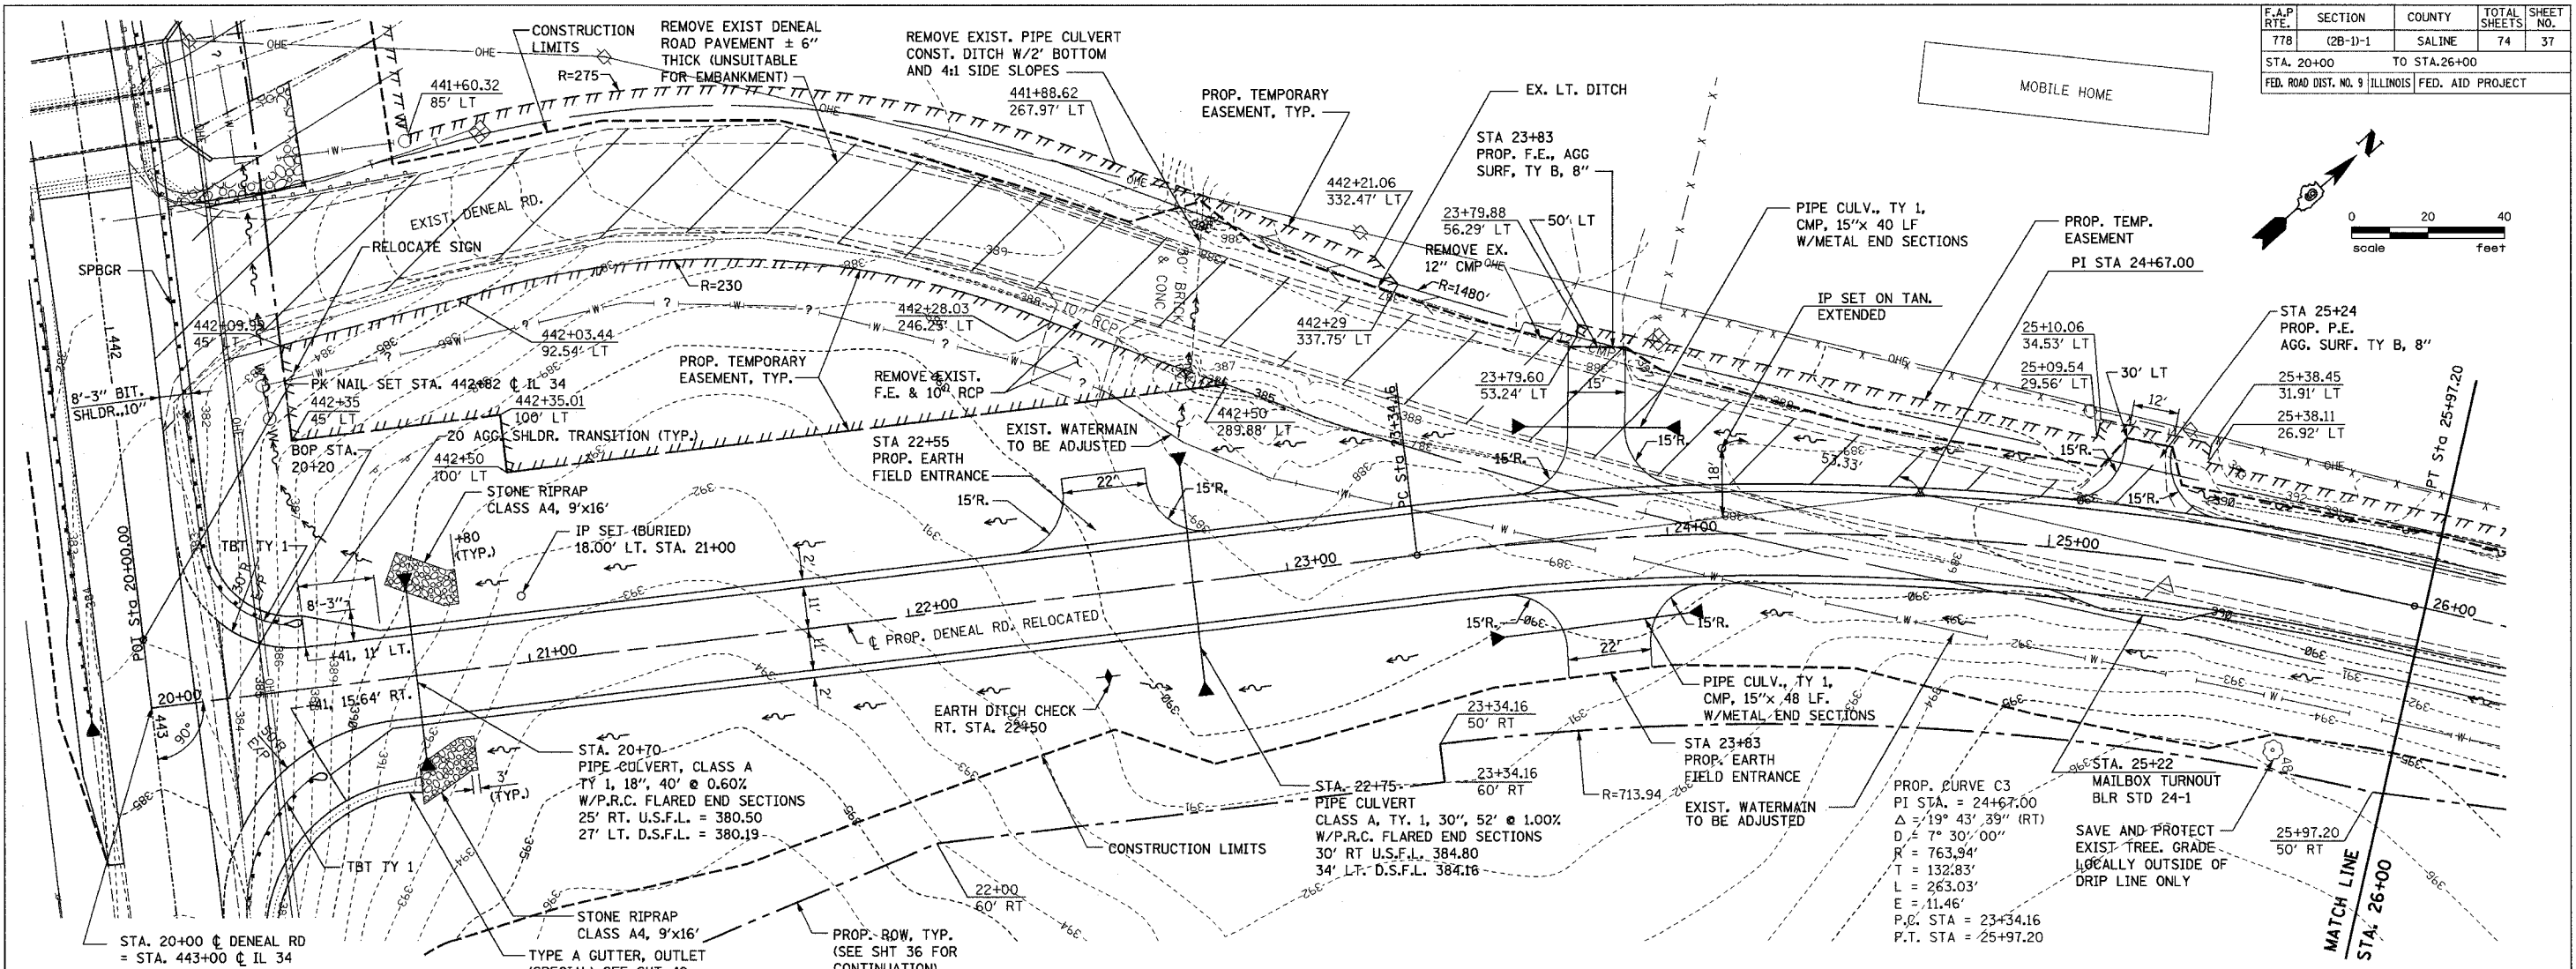 F.A.P RTE. SECTION COUNTY TOTAL SHEETS SHEET NO.
778 (2B-1)-1 SALINE 74 37
STA. 20+00 TO STA.26+00
FED. ROAD DIST. NO. 9 ILLINOIS FED. AID PROJECT
CONSTRUCTION
LIMITS
REMOVE EXIST DENEAL
ROAD PAVEMENT ± 6"
THICK (UNSUITABLE
FOR EMBANKMENT)
R=275
441+60.32
85' LT
REMOVE EXIST. PIPE CULVERT
CONST. DITCH W/2' BOTTOM
AND 4:1 SIDE SLOPES
441+88.62
267.97' LT
PROP. TEMPORARY
EASEMENT, TYP.
EX. LT. DITCH
STA 23+83
PROP. F.E., AGG
SURF, TY B, 8"
MOBILE HOME
N
0 20 40
scale feet
442+21.06
332.47' LT
23+79.88
56.29' LT
50' LT
REMOVE EX.
12" CMP
PIPE CULV., TY 1,
CMP, 15"x 40 LF
W/METAL END SECTIONS
PROP. TEMP.
EASEMENT
PI STA 24+67.00
IP SET ON TAN.
EXTENDED
STA 25+24
PROP. P.E.
AGG. SURF. TY B, 8"
25+10.06
34.53' LT
25+09.54
29.56' LT
30' LT
12'
25+38.45
31.91' LT
25+38.11
26.92' LT
PT Sta 25+97.20
EXIST. DENEAL RD.
RELOCATE SIGN
SPBGR
442
442+09.99
45' LT
442+03.44
92.54' LT
R=230
442+28.03
246.25' LT
10" RCP
30' BRICK
& CONC
R=1480'
442+29
337.75' LT
CMP
15'
23+79.60
53.24' LT
8'-3" BIT.
SHLDR.,10"
PK NAIL SET STA. 442+82 ℄ IL 34
442+35
45' LT
442+35.01
100' LT
PROP. TEMPORARY
EASEMENT, TYP.
REMOVE EXIST.
F.E. & 10" RCP
442+50
289.88' LT
PC Sta 23+34.16
20 AGG. SHLDR. TRANSITION (TYP.)
BOP STA.
20+20
442+50
100' LT
STA 22+55
PROP. EARTH
FIELD ENTRANCE
EXIST. WATERMAIN
TO BE ADJUSTED
22'
15'R.
15'R.
15'R.
15'R.
18'
53.33'
15'R.
15'R.
STONE RIPRAP
CLASS A4, 9'x16'
+80
(TYP.)
IP SET (BURIED)
18.00' LT. STA. 21+00
TBT TY 1
30'R
8'-3"
POT Sta 20+00.00
2'
11'
11'
2'
21+00
22+00
23+00
24+00
25+00
26+00
℄ PROP. DENEAL RD. RELOCATED
+41, 11' LT.
+41, 15.64' RT.
20+00
443
90°
EARTH DITCH CHECK
RT. STA. 22+50
15'R.
15'R.
22'
PIPE CULV., TY 1,
CMP, 15"x 48 LF.
W/METAL END SECTIONS
23+34.16
50' RT
23+34.16
60' RT
R=713.94
STA 23+83
PROP. EARTH
FIELD ENTRANCE
EXIST. WATERMAIN
TO BE ADJUSTED
STA. 20+70
PIPE CULVERT, CLASS A
TY 1, 18", 40' @ 0.60%
W/P.R.C. FLARED END SECTIONS
25' RT. U.S.F.L. = 380.50
27' LT. D.S.F.L. = 380.19
3'
(TYP.)
STA. 22+75
PIPE CULVERT
CLASS A, TY. 1, 30", 52' @ 1.00%
W/P.R.C. FLARED END SECTIONS
30' RT U.S.F.L. 384.80
34' LT. D.S.F.L. 384.16
CONSTRUCTION LIMITS
22+00
60' RT
PROP. CURVE C3
PI STA. = 24+67.00
Δ = 19° 43' 39" (RT)
D = 7° 30' 00"
R = 763.94'
T = 132.83'
L = 263.03'
E = 11.46'
P.C. STA = 23+34.16
P.T. STA = 25+97.20
STA. 25+22
MAILBOX TURNOUT
BLR STD 24-1
SAVE AND PROTECT
EXIST TREE. GRADE
LOCALLY OUTSIDE OF
DRIP LINE ONLY
48
25+97.20
50' RT
MATCH LINE
STA. 26+00
TBT TY 1
STONE RIPRAP
CLASS A4, 9'x16'
TYPE A GUTTER, OUTLET
PROP. ROW, TYP.
(SEE SHT 36 FOR
CONTINUATION)
STA. 20+00 ℄ DENEAL RD
= STA. 443+00 ℄ IL 34